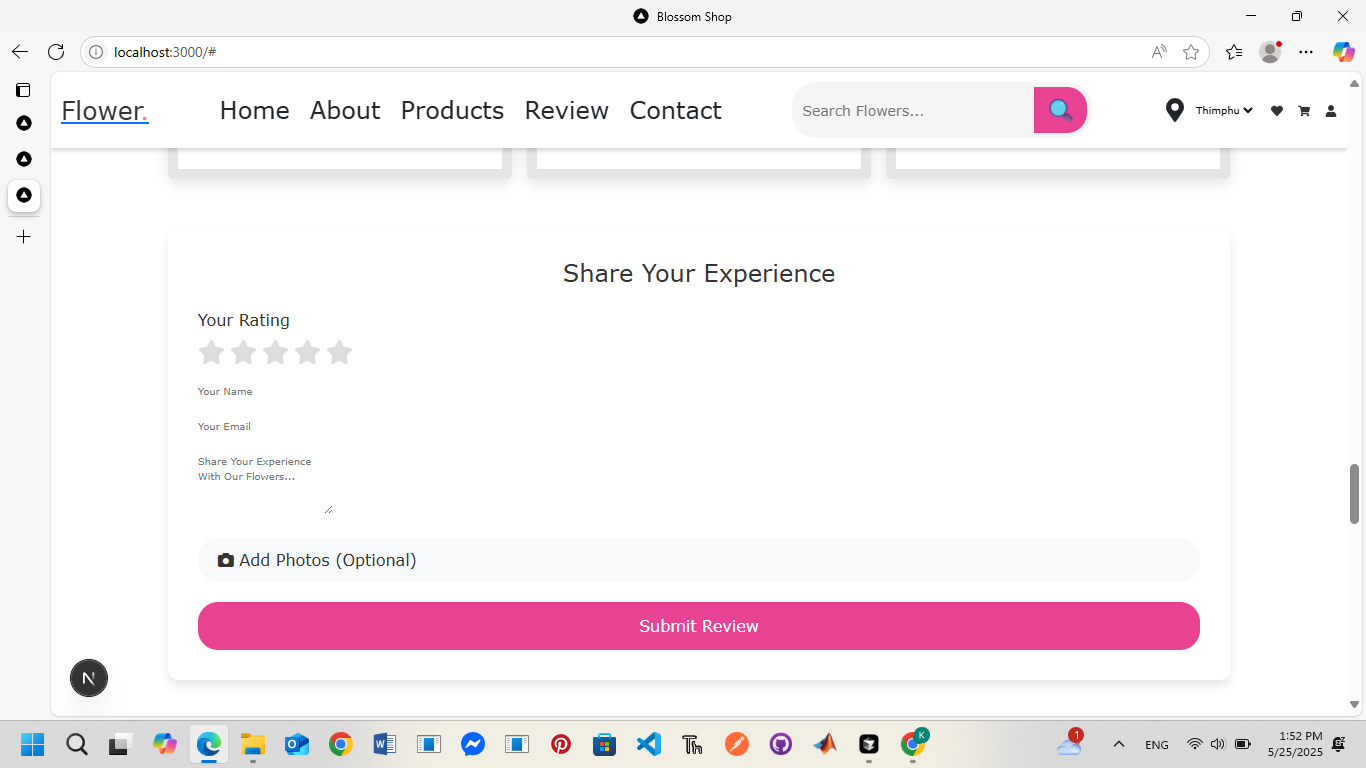 Blossom Shop
localhost:3000/#
Flower.
Home About Products Review Contact
Search Flowers...
Thimphu
Share Your Experience
Your Rating
Your Name
Your Email
Share Your Experience
With Our Flowers...
Add Photos (Optional)
Submit Review
N
W
Th
K
1
ENG
1:52 PM
5/25/2025